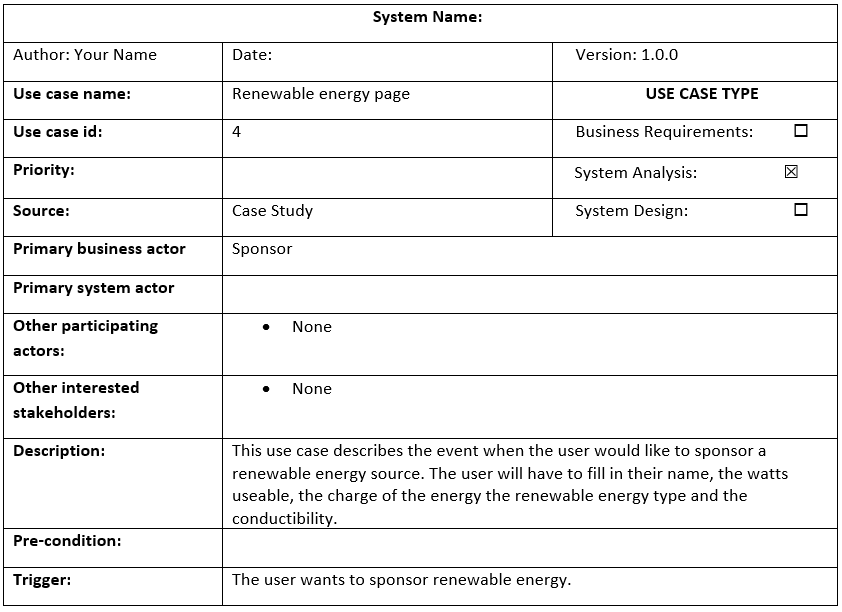 System Name:
Author: Your Name
Date:
Version: 1.0.0
Use case name:
Renewable energy page
USE CASE TYPE
Use case id:
4
Business Requirements: ☐
Priority:
System Analysis: ☒
Source:
Case Study
System Design: ☐
Primary business actor
Sponsor
Primary system actor
Other participating
actors:
• None
Other interested
stakeholders:
• None
Description:
This use case describes the event when the user would like to sponsor a
renewable energy source. The user will have to fill in their name, the watts
useable, the charge of the energy the renewable energy type and the
conductibility.
Pre-condition:
Trigger:
The user wants to sponsor renewable energy.